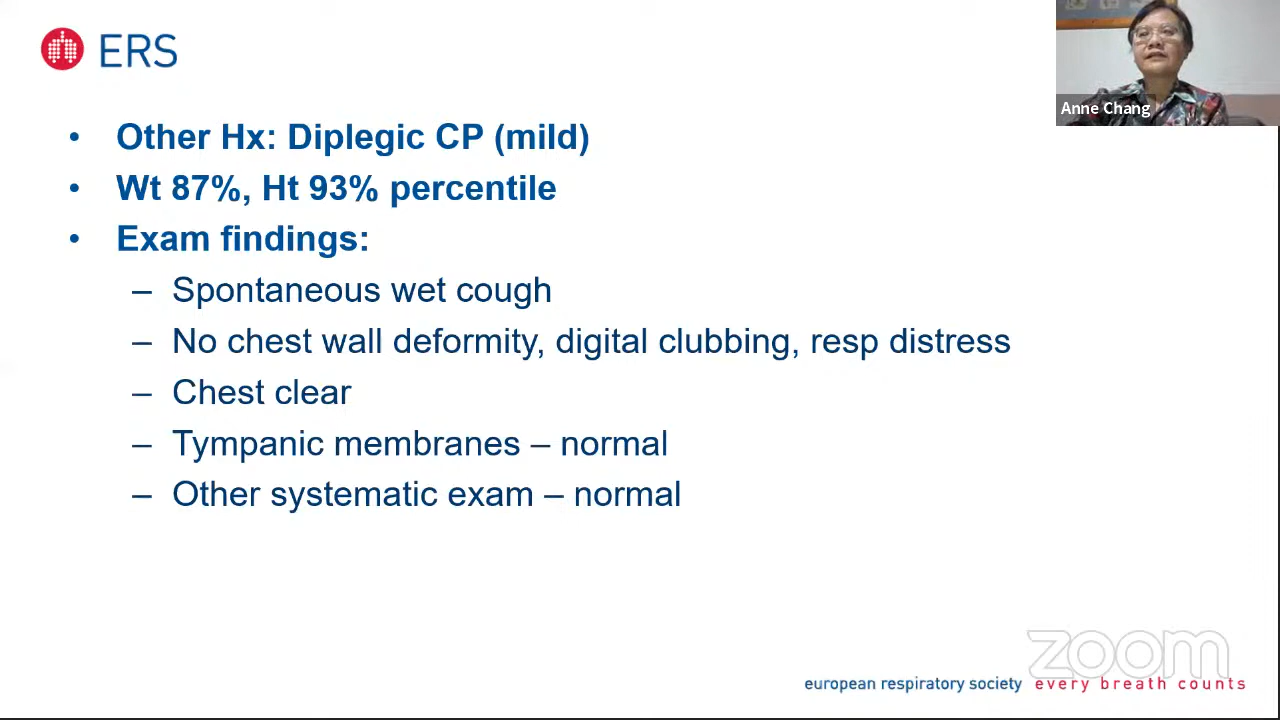 ERS
Anne Chang
• Other Hx: Diplegic CP (mild)
• Wt 87%, Ht 93% percentile
• Exam findings:
– Spontaneous wet cough
– No chest wall deformity, digital clubbing, resp distress
– Chest clear
– Tympanic membranes – normal
– Other systematic exam – normal
zoom
european respiratory society every breath counts